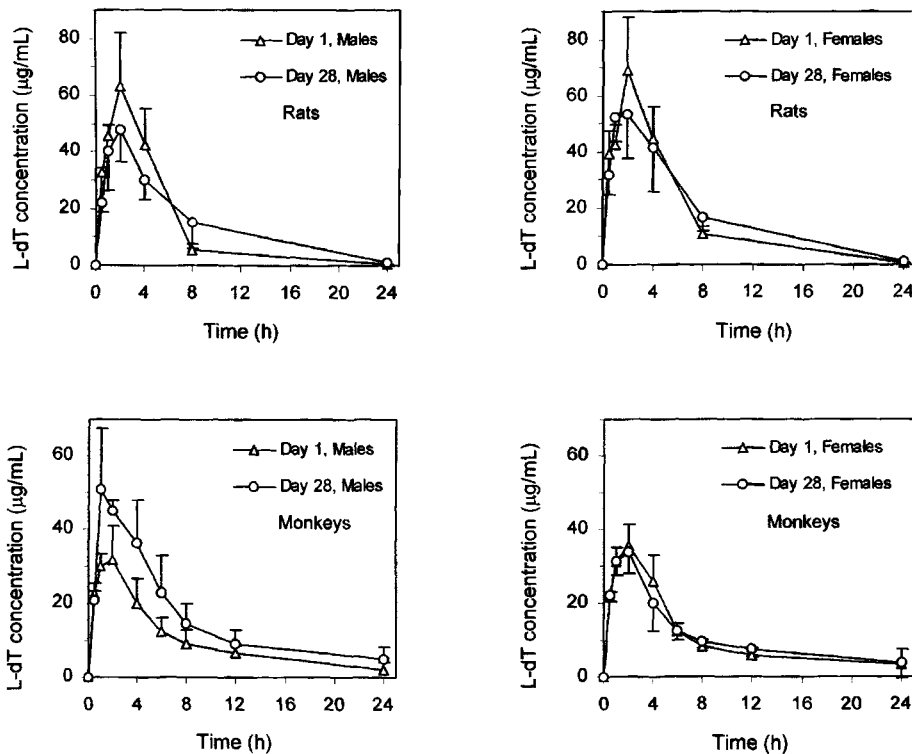 L-dT concentration (μg/mL)
80
60
40
20
0
Day 1, Males
Day 28, Males
Rats
0 4 8 12 16 20 24
Time (h)
L-dT concentration (μg/mL)
80
60
40
20
0
Day 1, Females
Day 28, Females
Rats
0 4 8 12 16 20 24
Time (h)
L-dT concentration (μg/mL)
60
40
20
0
Day 1, Males
Day 28, Males
Monkeys
0 4 8 12 16 20 24
Time (h)
L-dT concentration (μg/mL)
60
40
20
0
Day 1, Females
Day 28, Females
Monkeys
0 4 8 12 16 20 24
Time (h)